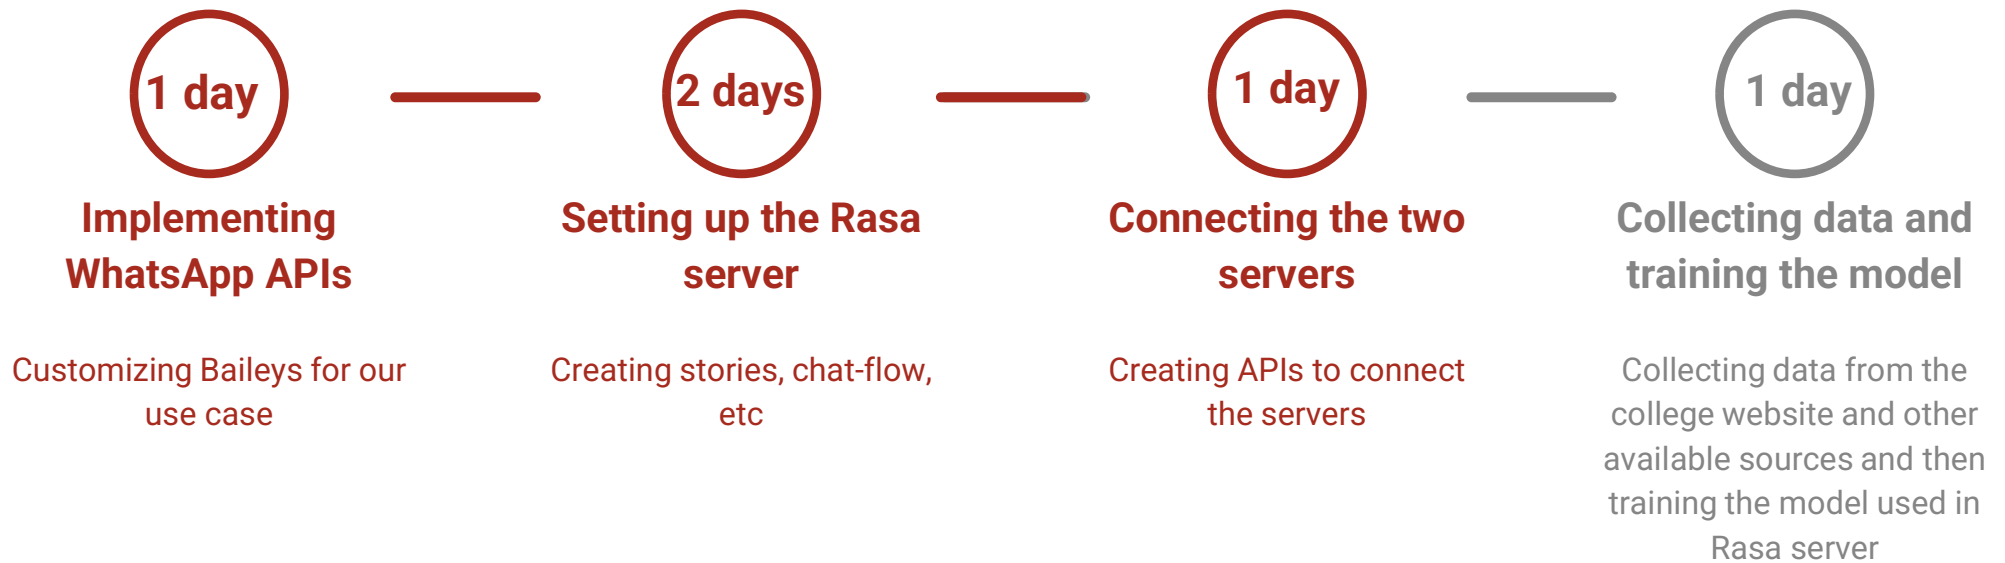 1 day
Implementing
WhatsApp APIs
Customizing Baileys for our
use case
2 days
Setting up the Rasa
server
Creating stories, chat-flow,
etc
1 day
Connecting the two
servers
Creating APIs to connect
the servers
1 day
Collecting data and
training the model
Collecting data from the
college website and other
available sources and then
training the model used in
Rasa server